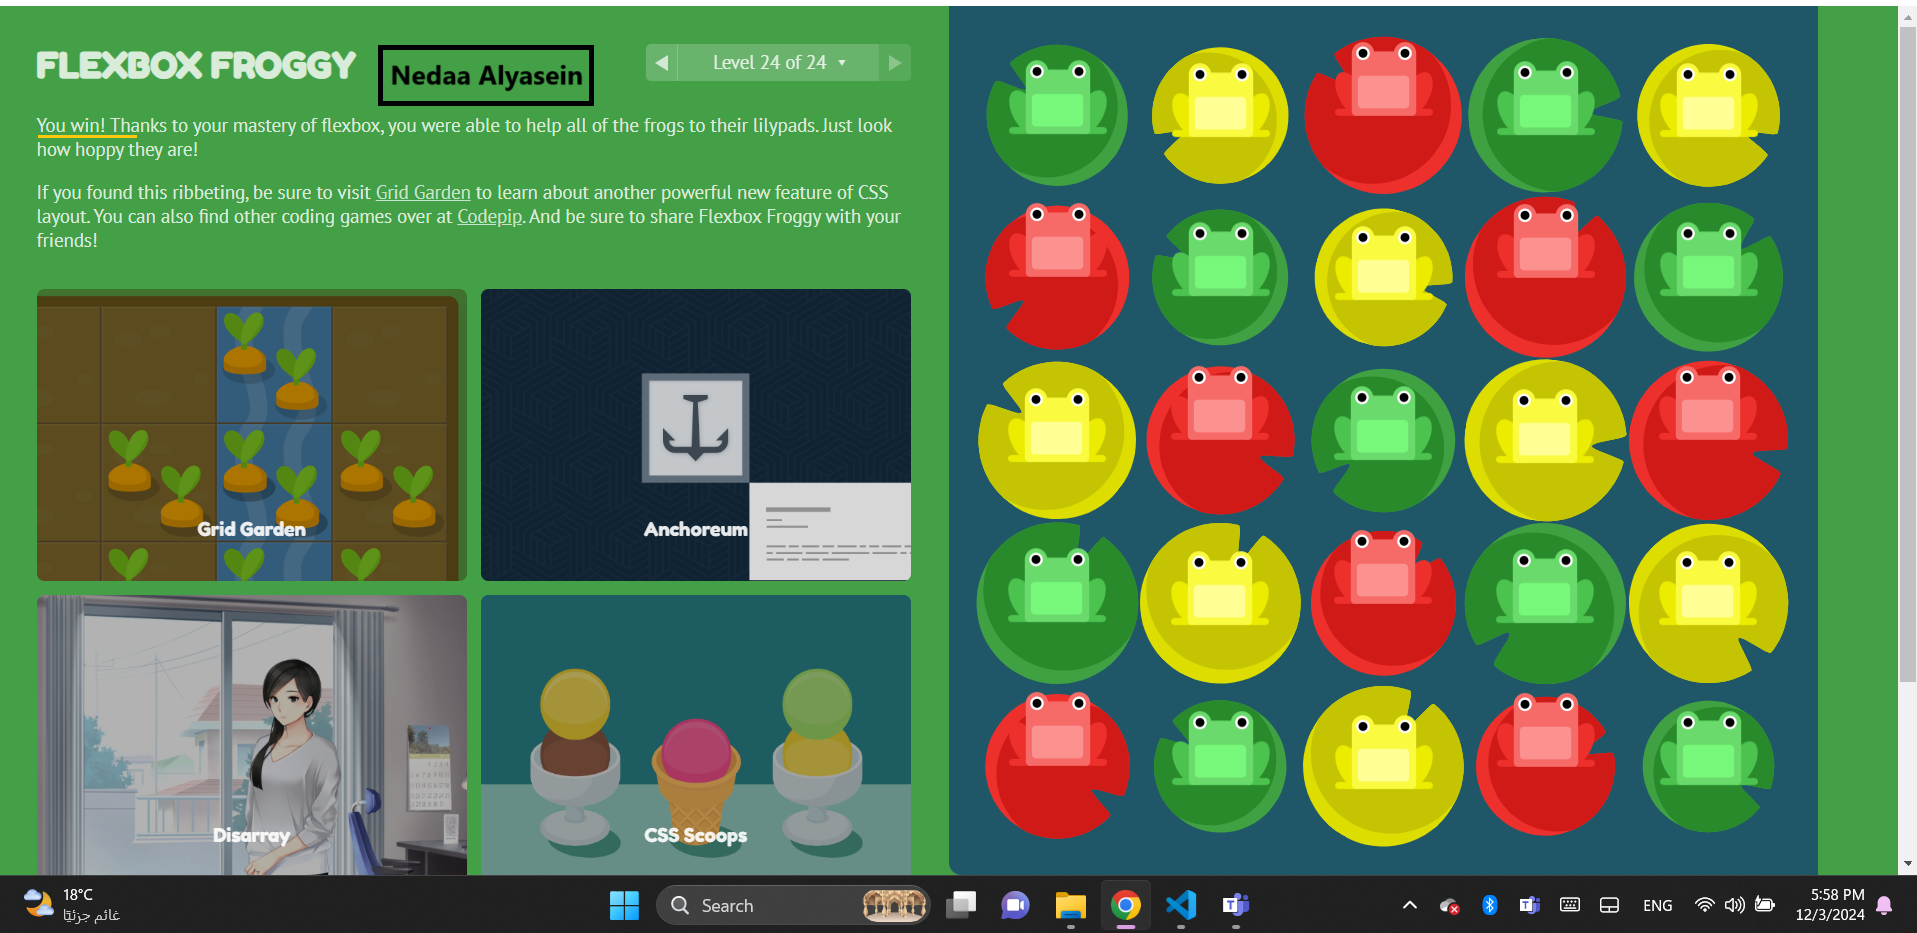 FLEXBOX FROGGY
Nedaa Alyasein
Level 24 of 24
You win! Thanks to your mastery of flexbox, you were able to help all of the frogs to their lilypads. Just look
how hoppy they are!
If you found this ribbeting, be sure to visit Grid Garden to learn about another powerful new feature of CSS
layout. You can also find other coding games over at Codepip. And be sure to share Flexbox Froggy with your
friends!
Grid Garden
Anchoreum
Disarray
CSS Scoops
18°C
غائم جزئيًا
Search
ENG
5:58 PM
12/3/2024